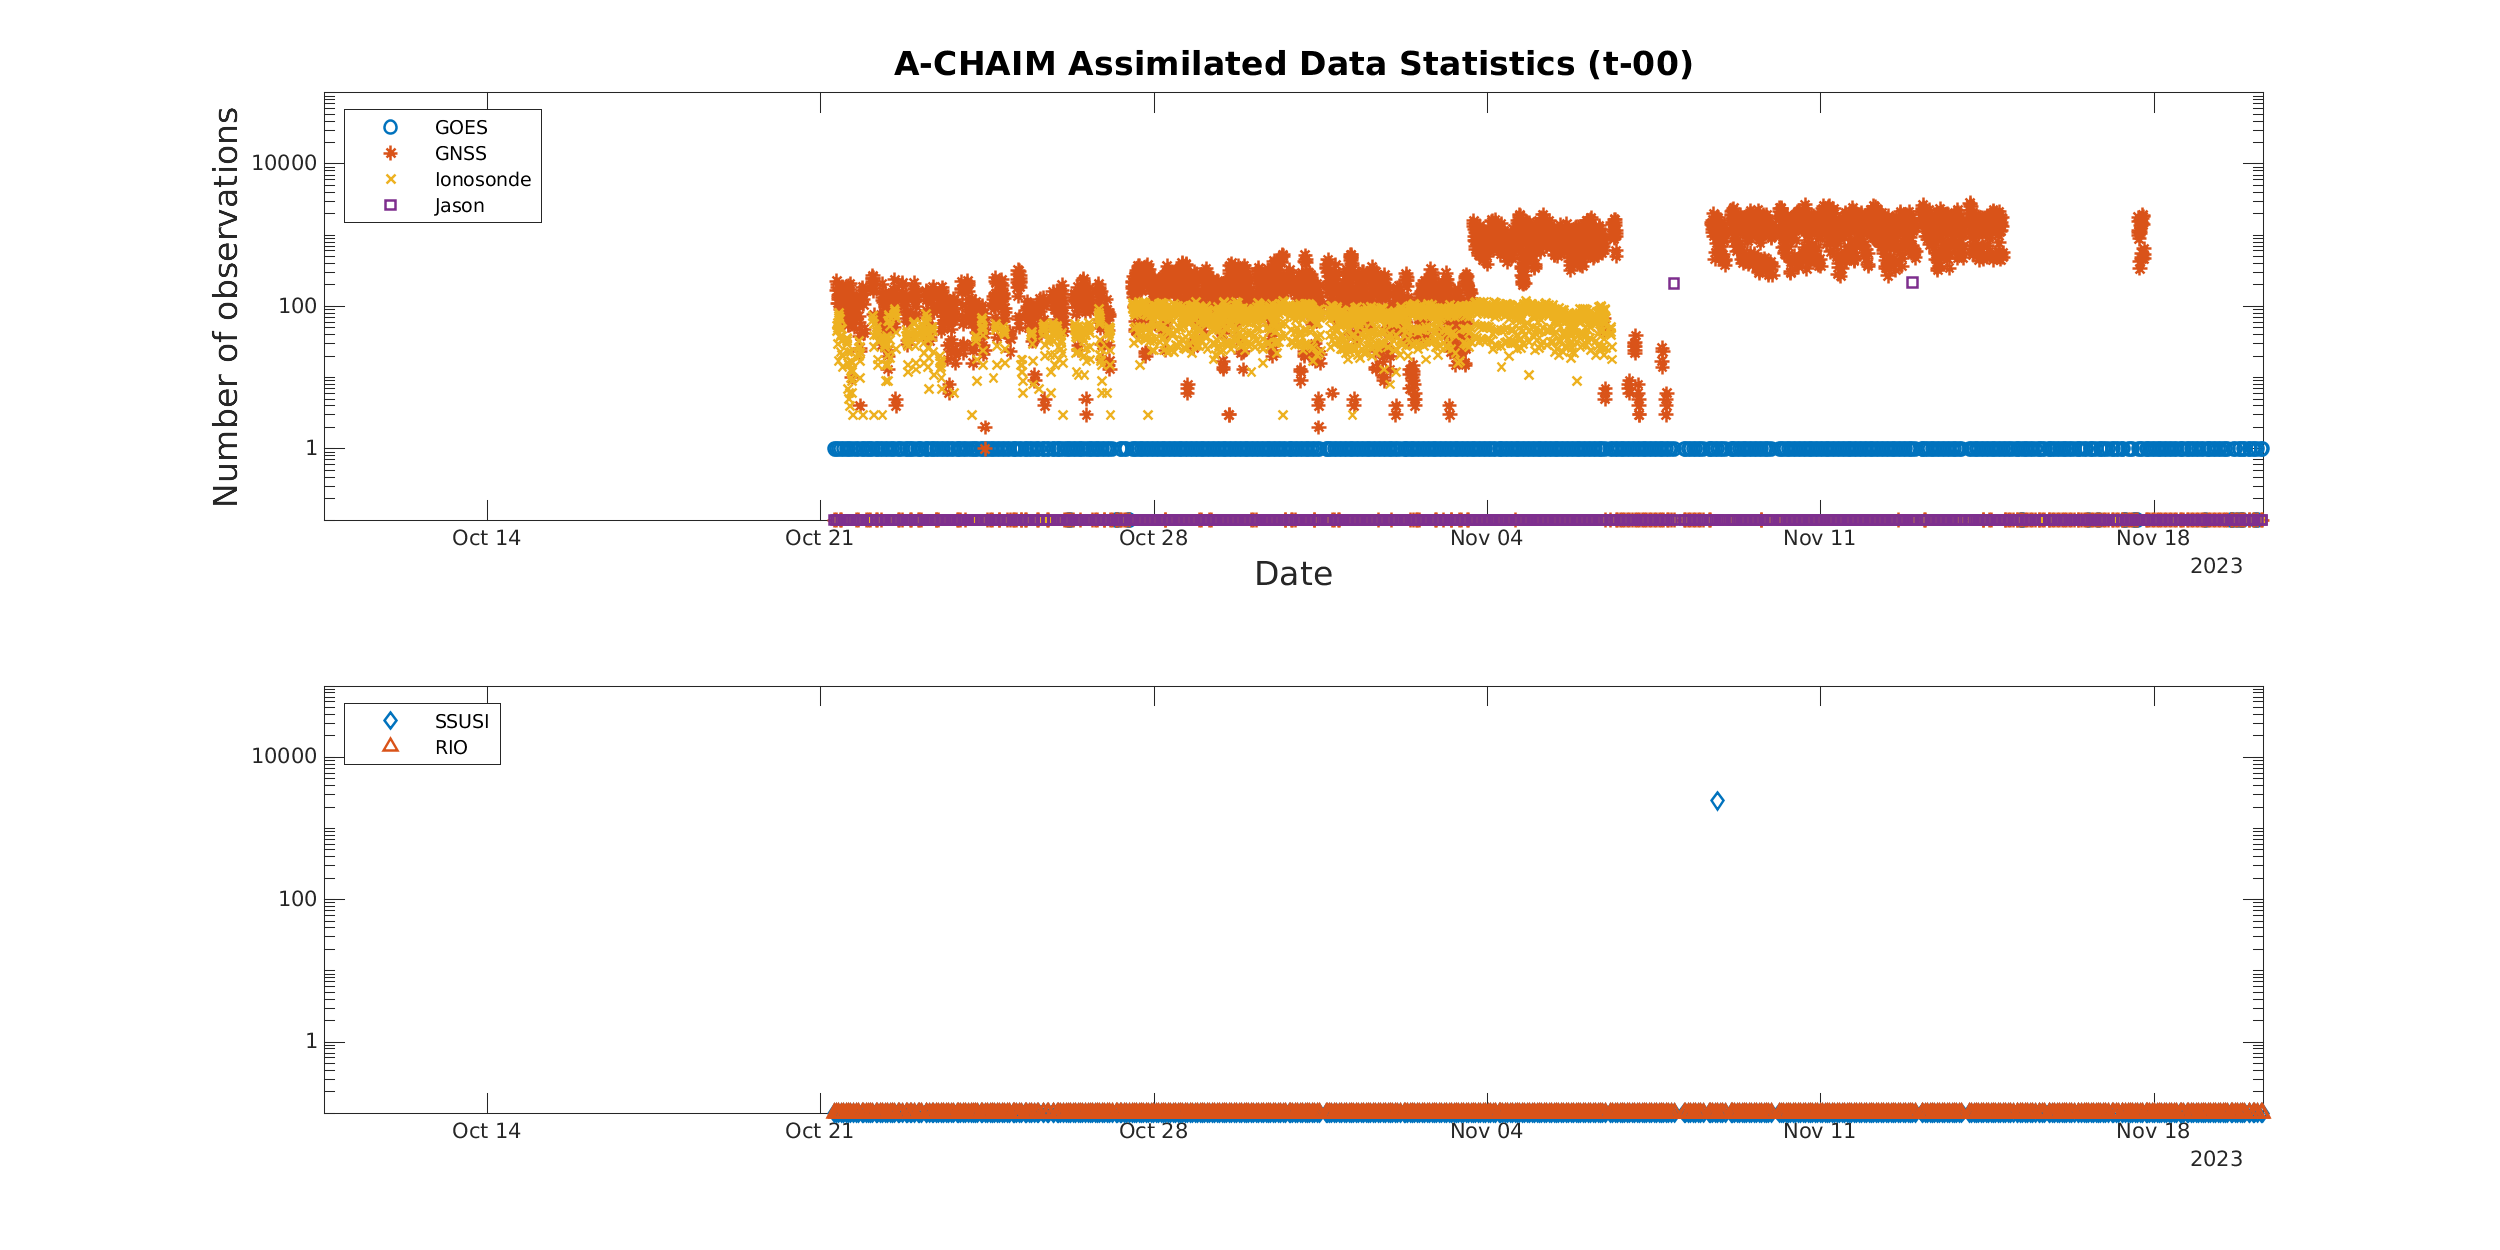 A-CHAIM Assimilated Data Statistics (t-00)
Number of observations
GOES
GNSS
Ionosonde
Jason
10000
100
1
Oct 14
Oct 21
Oct 28
Nov 04
Nov 11
Nov 18
2023
Date
SSUSI
RIO
10000
100
1
Oct 14
Oct 21
Oct 28
Nov 04
Nov 11
Nov 18
2023